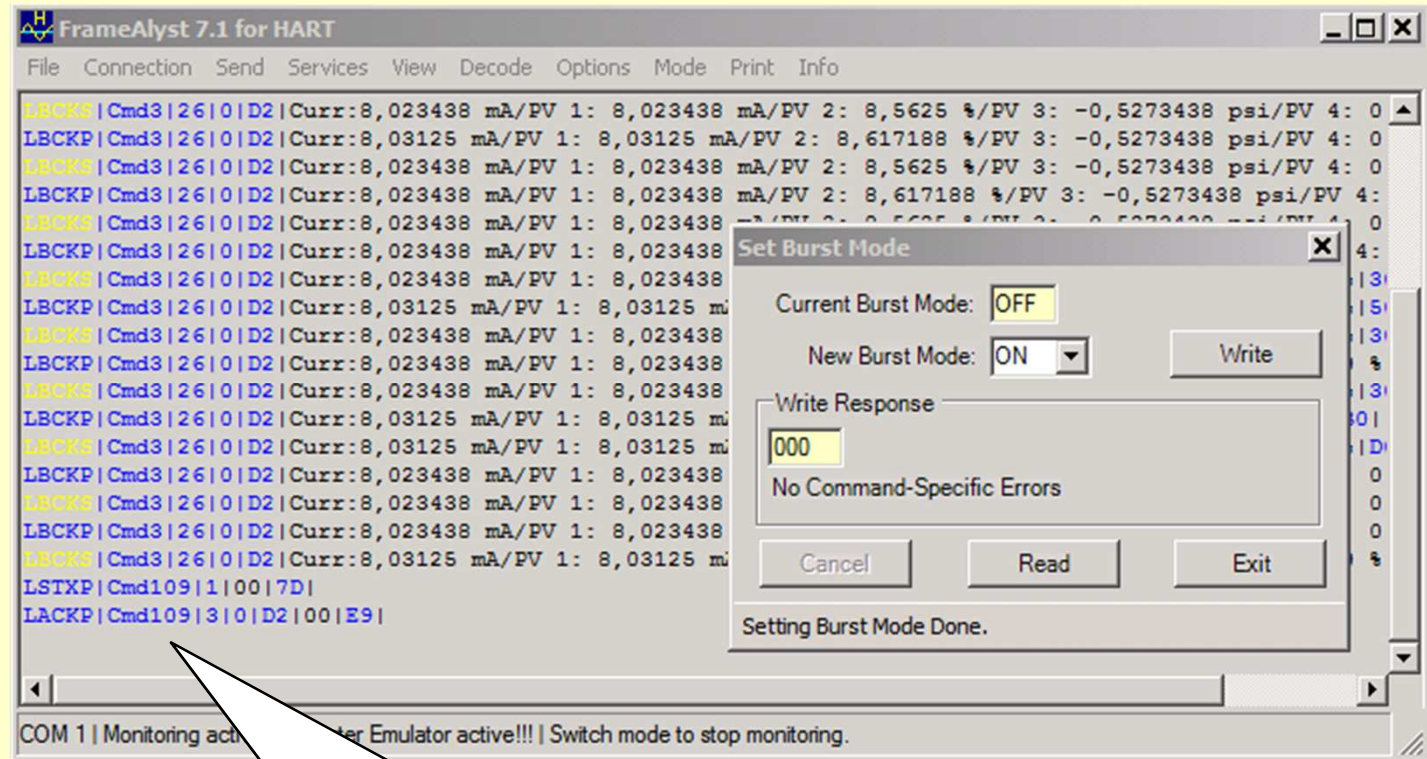 FrameAlyst 7.1 for HART
File Connection Send Services View Decode Options Mode Print Info
LBCKS|Cmd3|26|0|D2|Curr:8,023438 mA/PV 1: 8,023438 mA/PV 2: 8,5625 %/PV 3: -0,5273438 psi/PV 4: 0
LBCKP|Cmd3|26|0|D2|Curr:8,03125 mA/PV 1: 8,03125 mA/PV 2: 8,617188 %/PV 3: -0,5273438 psi/PV 4: 0
LBCKS|Cmd3|26|0|D2|Curr:8,023438 mA/PV 1: 8,023438 mA/PV 2: 8,5625 %/PV 3: -0,5273438 psi/PV 4: 0
LBCKP|Cmd3|26|0|D2|Curr:8,023438 mA/PV 1: 8,023438 mA/PV 2: 8,617188 %/PV 3: -0,5273438 psi/PV 4:
LBCKS|Cmd3|26|0|D2|Curr:8,023438 mA/PV 1: 8,023438 0
LBCKP|Cmd3|26|0|D2|Curr:8,023438 mA/PV 1: 8,023438 4:
LBCKS|Cmd3|26|0|D2|Curr:8,023438 mA/PV 1: 8,023438
LBCKP|Cmd3|26|0|D2|Curr:8,03125 mA/PV 1: 8,03125
LBCKS|Cmd3|26|0|D2|Curr:8,023438 mA/PV 1: 8,023438
LBCKP|Cmd3|26|0|D2|Curr:8,023438 mA/PV 1: 8,023438 %
LBCKS|Cmd3|26|0|D2|Curr:8,023438 mA/PV 1: 8,023438
LBCKP|Cmd3|26|0|D2|Curr:8,03125 mA/PV 1: 8,03125
LBCKS|Cmd3|26|0|D2|Curr:8,03125 mA/PV 1: 8,03125
LBCKP|Cmd3|26|0|D2|Curr:8,023438 mA/PV 1: 8,023438 0
LBCKS|Cmd3|26|0|D2|Curr:8,023438 mA/PV 1: 8,023438 0
LBCKP|Cmd3|26|0|D2|Curr:8,023438 mA/PV 1: 8,023438 0
LBCKS|Cmd3|26|0|D2|Curr:8,03125 mA/PV 1: 8,03125 %
LSTXP|Cmd109|1|00|7D|
LACKP|Cmd109|3|0|D2|00|E9|
Set Burst Mode
Current Burst Mode: OFF
New Burst Mode: ON
Write
Write Response
000
No Command-Specific Errors
Cancel Read Exit
Setting Burst Mode Done.
COM 1 | Monitoring Emulator active!!! | Switch mode to stop monitoring.